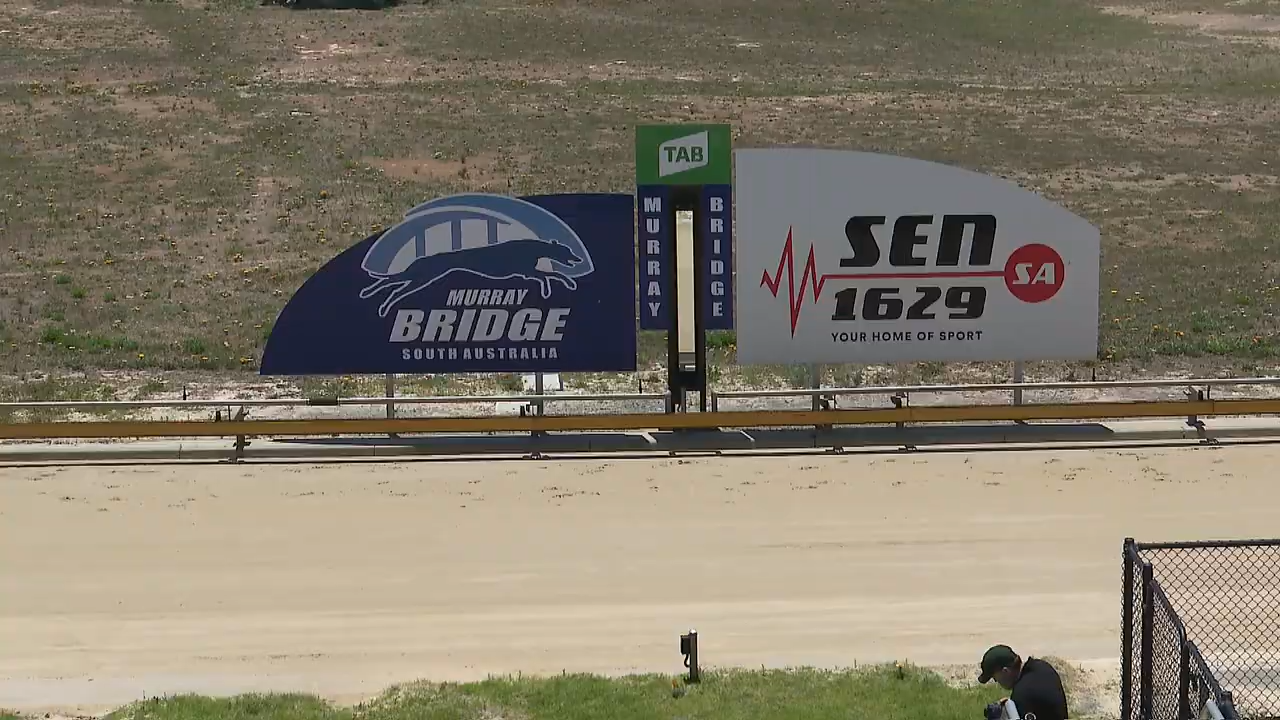 TAB
MURRAY
BRIDGE
MURRAY
BRIDGE
SOUTH AUSTRALIA
SEN
SA
1629
YOUR HOME OF SPORT